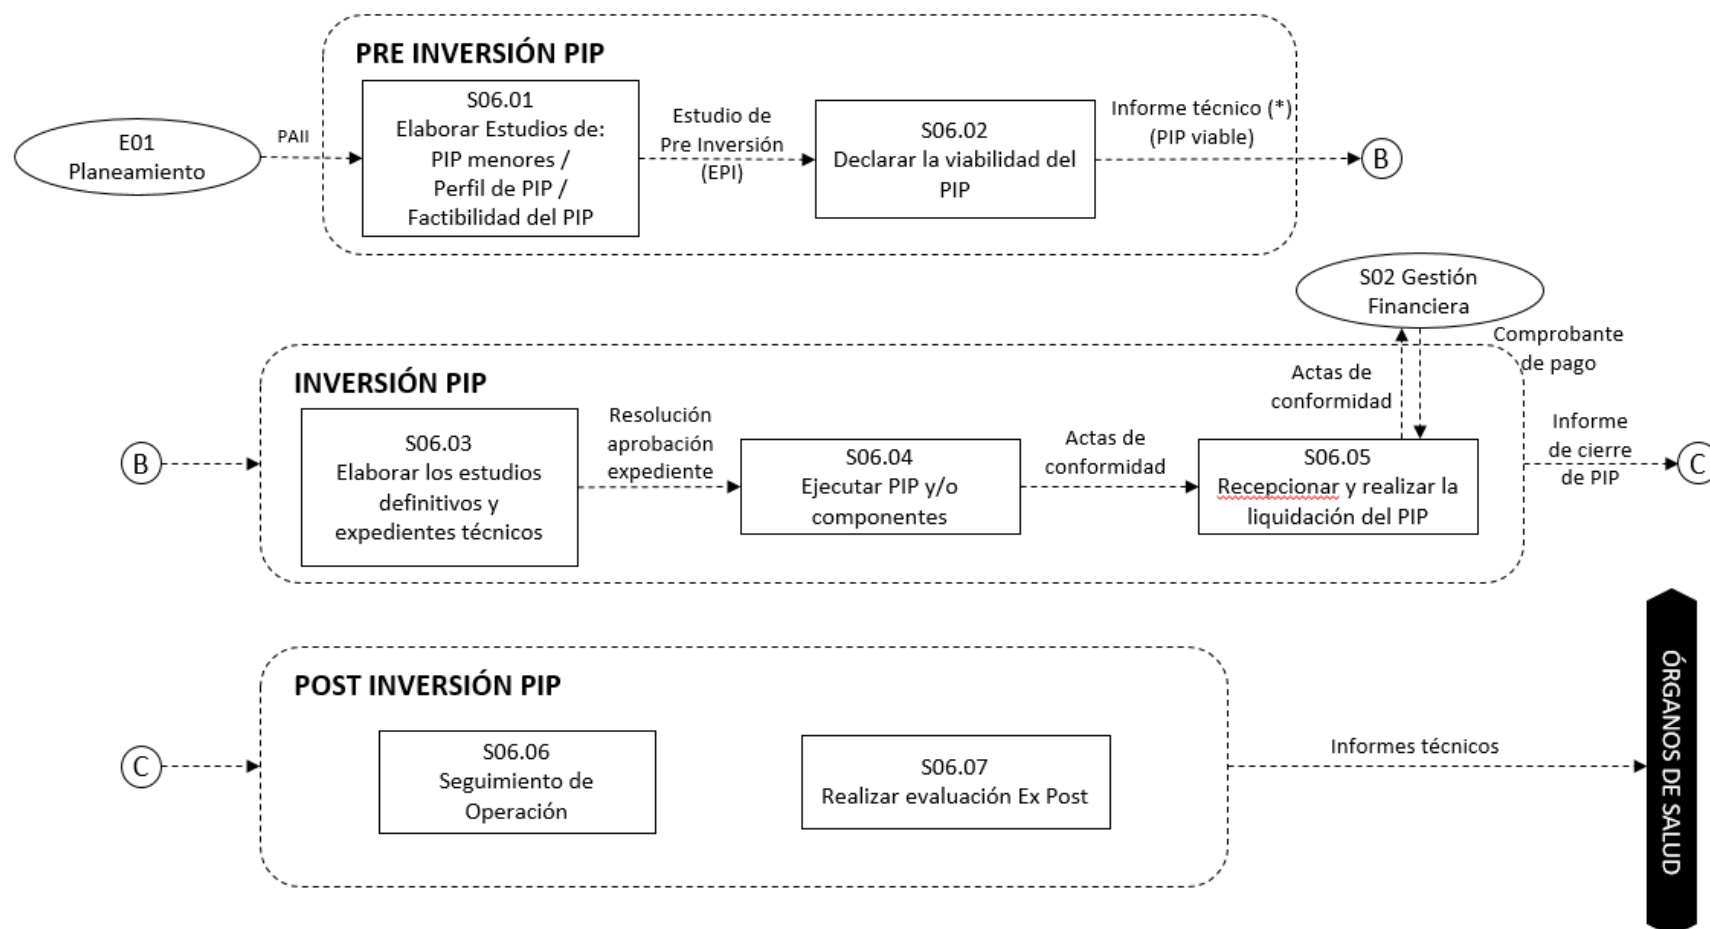 PRE INVERSIÓN PIP
E01
Planeamiento
PAII
S06.01
Elaborar Estudios de:
PIP menores /
Perfil de PIP /
Factibilidad del PIP
Estudio de
Pre Inversión
(EPI)
S06.02
Declarar la viabilidad del
PIP
Informe técnico (*)
(PIP viable)
B
S02 Gestión
Financiera
INVERSIÓN PIP
B
S06.03
Elaborar los estudios
definitivos y
expedientes técnicos
Resolución
aprobación
expediente
S06.04
Ejecutar PIP y/o
componentes
Actas de
conformidad
S06.05
Recepcionar y realizar la
liquidación del PIP
Actas de
conformidad
Comprobante
de pago
Informe
de cierre
de PIP
C
POST INVERSIÓN PIP
C
S06.06
Seguimiento de
Operación
S06.07
Realizar evaluación Ex Post
Informes técnicos
ÓRGANOS DE SALUD